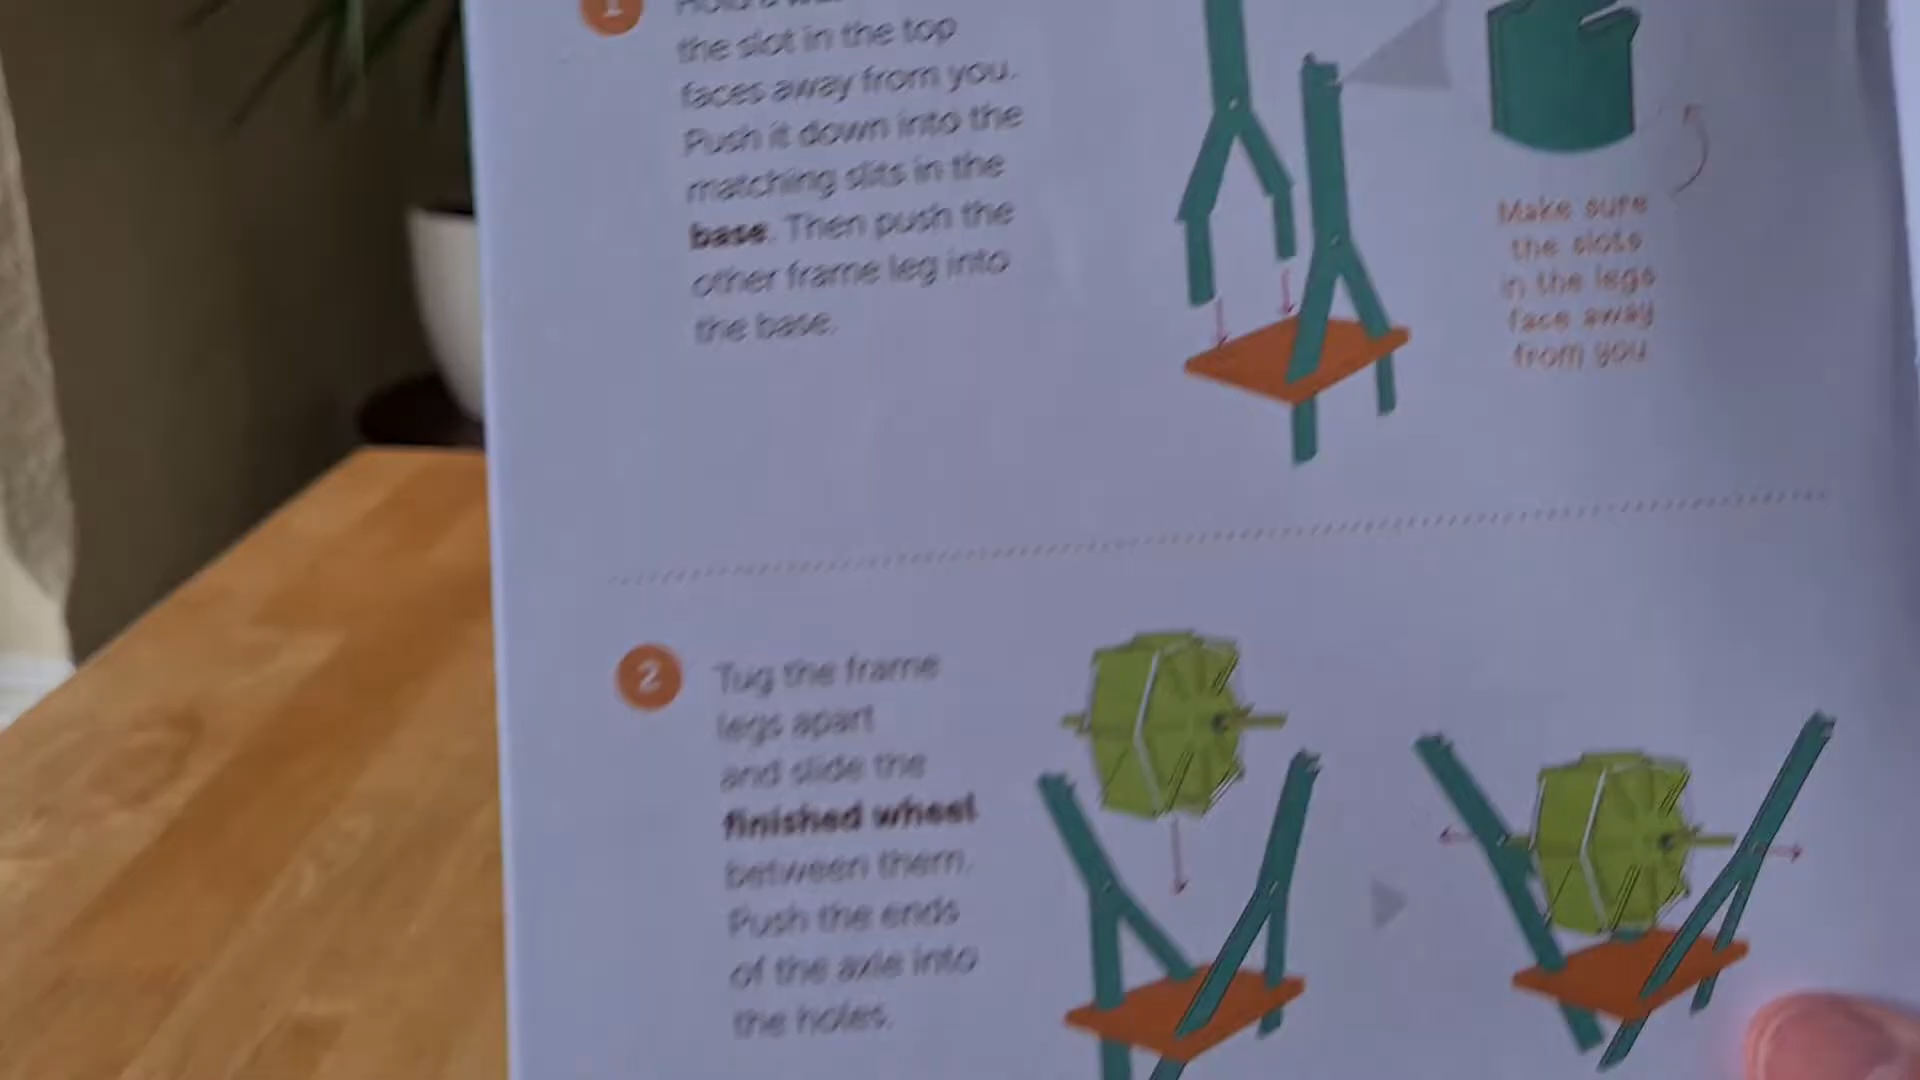 1
the slot in the top
faces away from you.
Push it down into the
matching slits in the
base. Then push the
other frame leg into
the base.
Make sure
the slots
in the legs
face away
from you
2
Tug the frame
legs apart
and slide the
finished wheel
between them.
Push the ends
of the axle into
the holes.